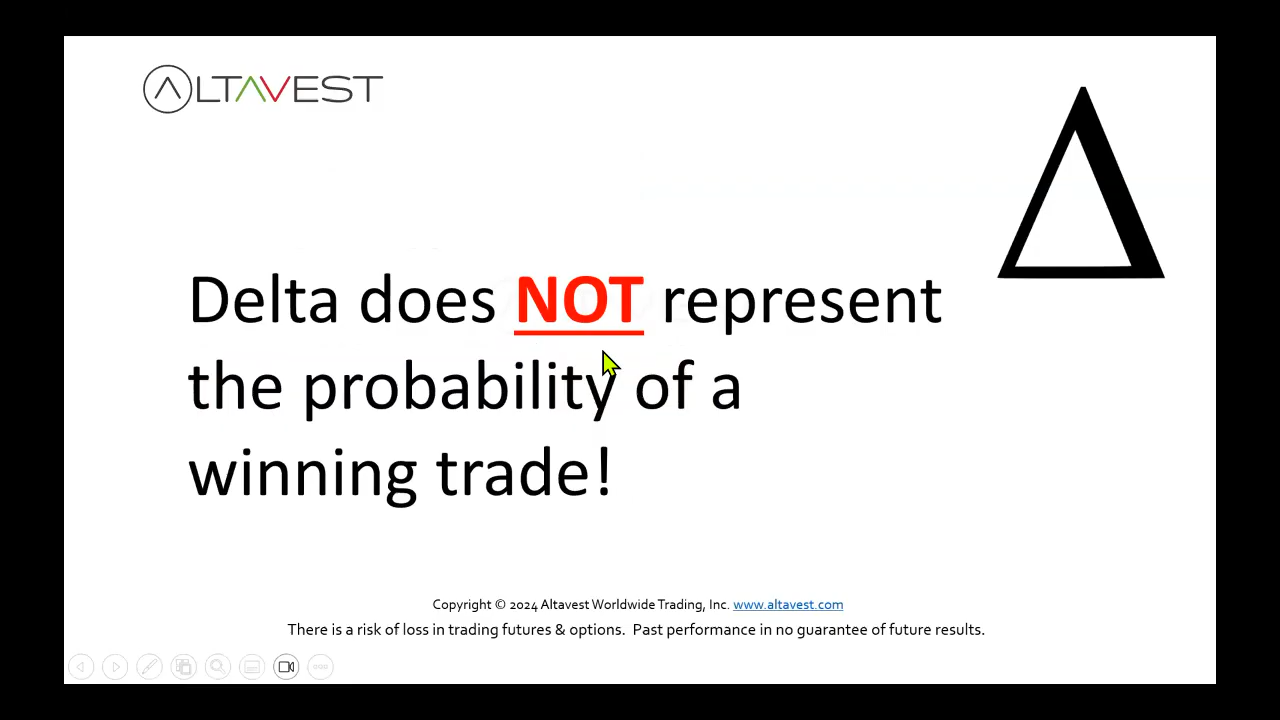 ALTAVEST
Δ
Delta does NOT represent
the probability of a
winning trade!
Copyright © 2024 Altavest Worldwide Trading, Inc. www.altavest.com
There is a risk of loss in trading futures & options. Past performance in no guarantee of future results.